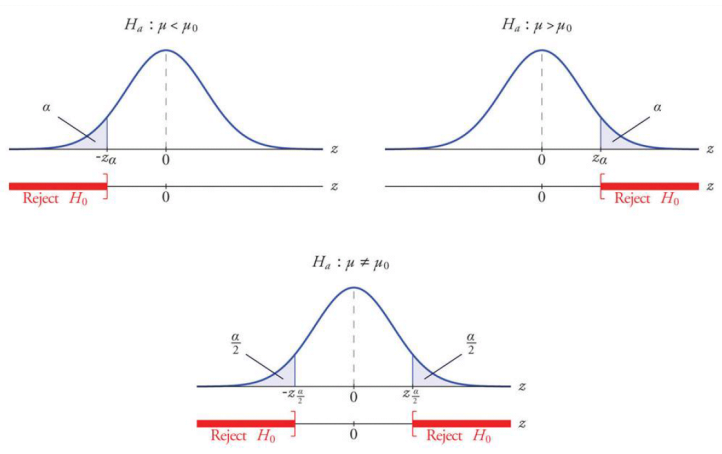 Hₐ : μ < μ₀
α
-zα
0
z
0
z
Reject H₀
Hₐ : μ > μ₀
α
0
zα
z
0
z
Reject H₀
Hₐ : μ ≠ μ₀
α/2
α/2
-zα/2
0
zα/2
z
Reject H₀
0
Reject H₀
z